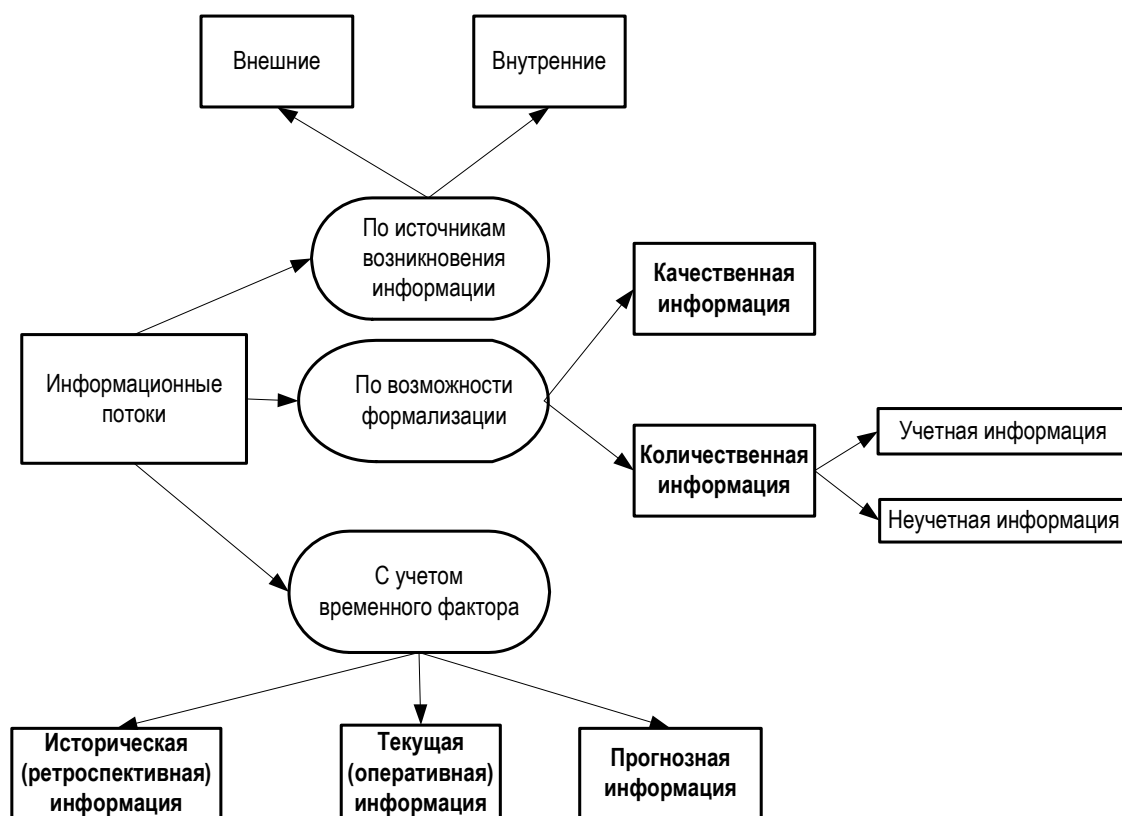 Внешние
Внутренние
По источникам
возникновения
информации
Качественная
информация
Информационные
потоки
По возможности
формализации
Количественная
информация
Учетная информация
Неучетная информация
С учетом
временного фактора
Историческая
(ретроспективная)
информация
Текущая
(оперативная)
информация
Прогнозная
информация